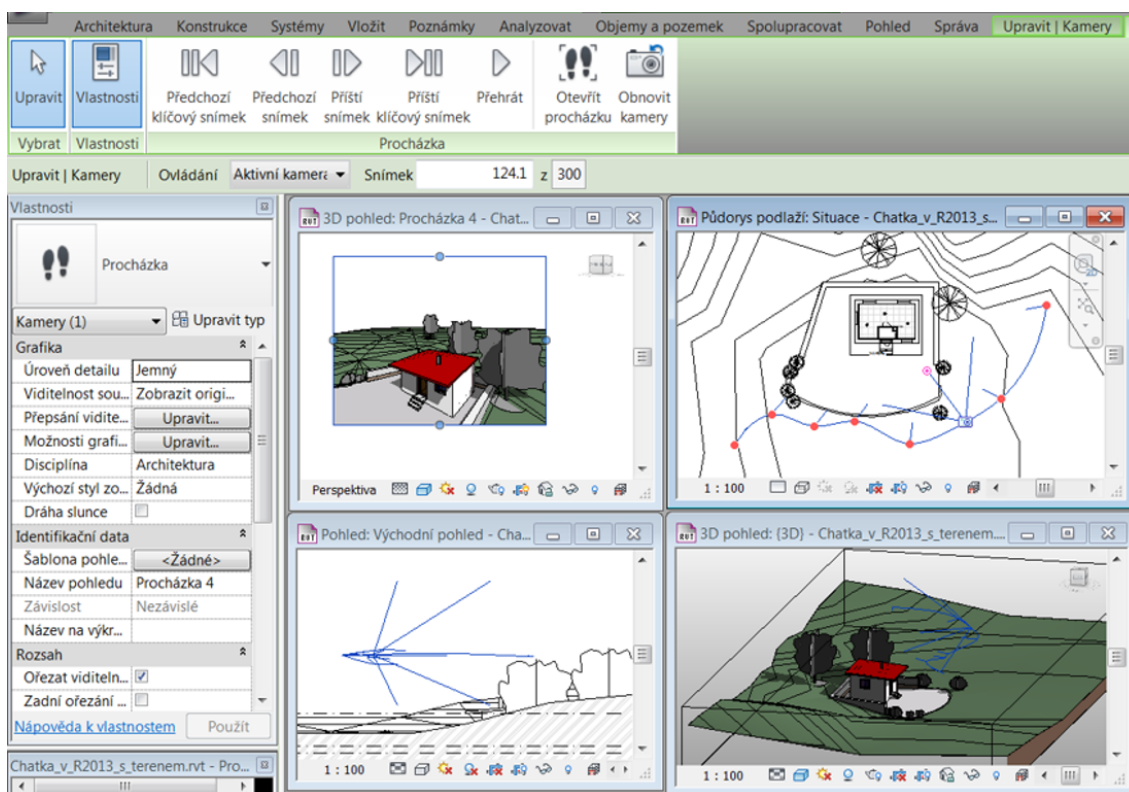 Architektura Konstrukce Systémy Vložit Poznámky Analyzovat Objemy a pozemek Spolupracovat Pohled Správa Upravit | Kamery
Upravit Vlastnosti Předchozí klíčový snímek Předchozí snímek Příští snímek Příští klíčový snímek Přehrát Otevřít procházku Obnovit kamery
Vybrat Vlastnosti Procházka
Upravit | Kamery Ovládání Aktivní kamera Snímek 124.1 z 300
Vlastnosti
Procházka
Kamery (1) Upravit typ
Grafika
Úroveň detailu Jemný
Viditelnost sou... Zobrazit origi...
Přepsání vidite... Upravit...
Možnosti grafi... Upravit...
Disciplína Architektura
Výchozí styl zo... Žádná
Dráha slunce
Identifikační data
Šablona pohle... <Žádné>
Název pohledu Procházka 4
Závislost Nezávislé
Název na výkr...
Rozsah
Ořezat viditeln...
Zadní ořezání ...
Nápověda k vlastnostem Použít
Chatka_v_R2013_s_terenem.rvt - Pro...
RVT 3D pohled: Procházka 4 - Chat...
Perspektiva
RVT Půdorys podlaží: Situace - Chatka_v_R2013_s...
2D
1 : 100
RVT Pohled: Východní pohled - Cha...
1 : 100
RVT 3D pohled: {3D} - Chatka_v_R2013_s_terenem....
1 : 100